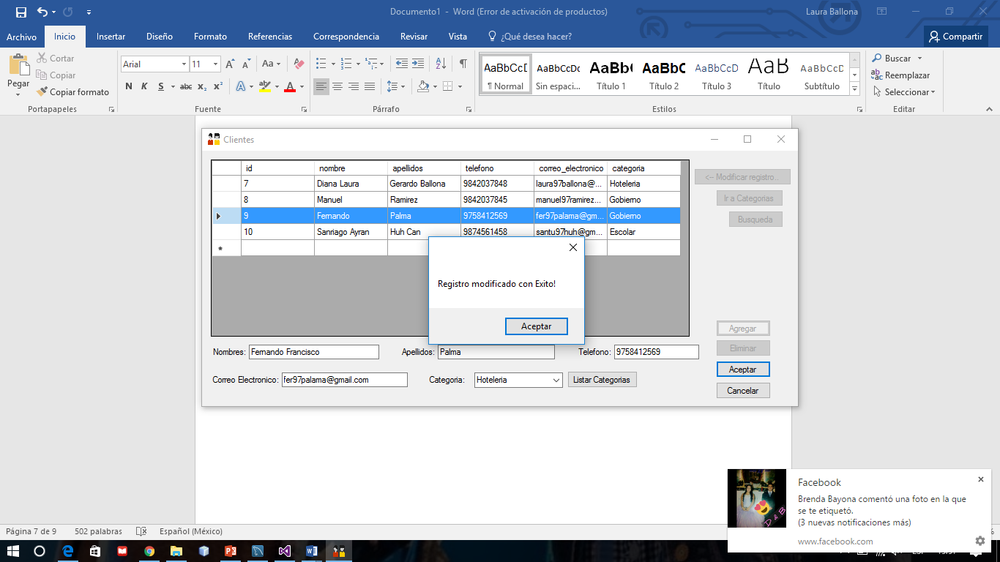 Documento1 - Word (Error de activación de productos)
Laura Ballona
Archivo Inicio Insertar Diseño Formato Referencias Correspondencia Revisar Vista ¿Qué desea hacer? Compartir
Pegar
Cortar
Copiar
Copiar formato
Portapapeles
Arial 11 A A Aa
N K S abc x₂ x² A ab A
Fuente
Párrafo
AaBbCcI AaBbCcDc AaBbC AaBbCc AaBbCcD AaB AaBbCcD
¶ Normal Sin espaci... Título 1 Título 2 Título 3 Título Subtítulo
Estilos
Buscar
Reemplazar
Seleccionar
Editar
Clientes
id nombre apellidos telefono correo_electronico categoria
7 Diana Laura Gerardo Ballona 9842037848 laura97ballona@... Hoteleria
8 Manuel Ramirez 9842037845 manuel97ramirez... Gobierno
9 Fernando Palma 9758412569 fer97palama@gm... Gobierno
10 Sanriago Ayran Huh Can 9874561458 santu97huh@gm... Escolar
<-- Modificar registro...
Ir a Categorias
Busqueda
Registro modificado con Exito!
Aceptar
Agregar
Eliminar
Aceptar
Cancelar
Nombres: Fernando Francisco Apellidos: Palma Telefono: 9758412569
Correo Electronico: fer97palama@gmail.com Categoria: Hoteleria Listar Categorias
Facebook
Brenda Bayona comentó una foto en la que
se te etiquetó.
(3 nuevas notificaciones más)
www.facebook.com
D & B
Página 7 de 9 502 palabras Español (México)